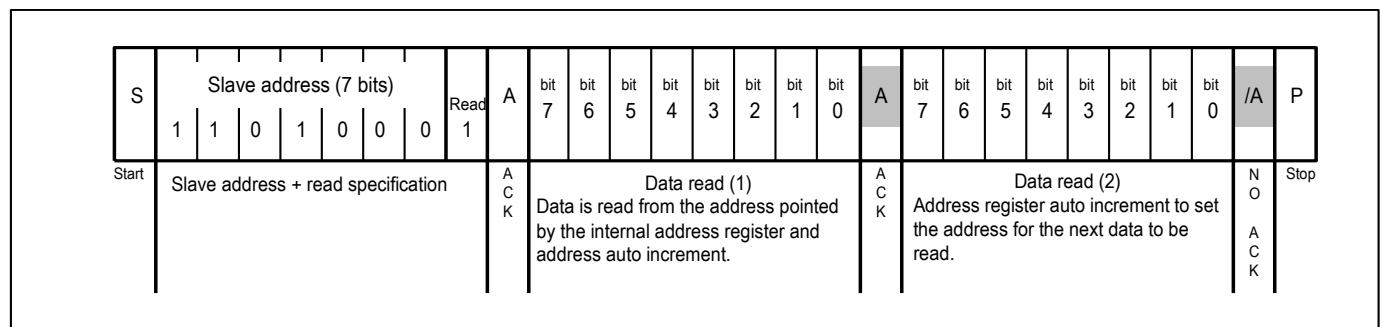 S Slave address (7 bits) Read A bit bit bit bit bit bit bit bit A bit bit bit bit bit bit bit bit /A P
1 1 0 1 0 0 0 1 7 6 5 4 3 2 1 0 7 6 5 4 3 2 1 0
Start Slave address + read specification A C K Data read (1) A C K Data read (2) N O A C K Stop
Data is read from the address pointed Address register auto increment to set
by the internal address register and the address for the next data to be
address auto increment. read.